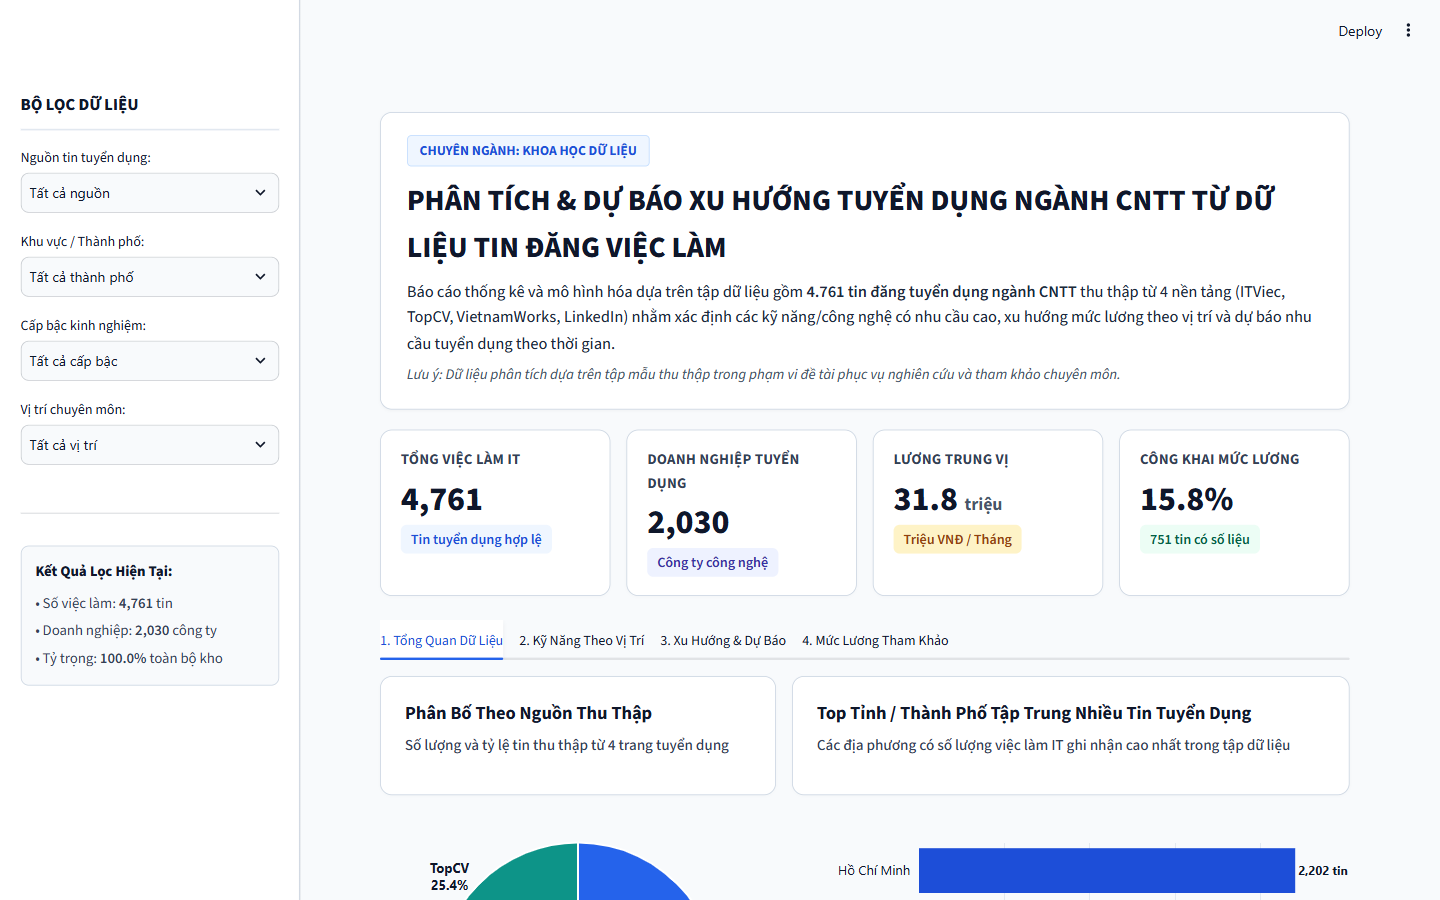 Deploy
BỘ LỌC DỮ LIỆU
Nguồn tin tuyển dụng:
Tất cả nguồn
Khu vực / Thành phố:
Tất cả thành phố
Cấp bậc kinh nghiệm:
Tất cả cấp bậc
Vị trí chuyên môn:
Tất cả vị trí
Kết Quả Lọc Hiện Tại:
• Số việc làm: 4,761 tin
• Doanh nghiệp: 2,030 công ty
• Tỷ trọng: 100.0% toàn bộ kho
CHUYÊN NGÀNH: KHOA HỌC DỮ LIỆU
PHÂN TÍCH & DỰ BÁO XU HƯỚNG TUYỂN DỤNG NGÀNH CNTT TỪ DỮ
LIỆU TIN ĐĂNG VIỆC LÀM
Báo cáo thống kê và mô hình hóa dựa trên tập dữ liệu gồm 4.761 tin đăng tuyển dụng ngành CNTT thu thập từ 4 nền tảng (ITViec,
TopCV, VietnamWorks, LinkedIn) nhằm xác định các kỹ năng/công nghệ có nhu cầu cao, xu hướng mức lương theo vị trí và dự báo nhu
cầu tuyển dụng theo thời gian.
Lưu ý: Dữ liệu phân tích dựa trên tập mẫu thu thập trong phạm vi đề tài phục vụ nghiên cứu và tham khảo chuyên môn.
TỔNG VIỆC LÀM IT
4,761
Tin tuyển dụng hợp lệ
DOANH NGHIỆP TUYỂN
DỤNG
2,030
Công ty công nghệ
LƯƠNG TRUNG VỊ
31.8 triệu
Triệu VNĐ / Tháng
CÔNG KHAI MỨC LƯƠNG
15.8%
751 tin có số liệu
1. Tổng Quan Dữ Liệu
2. Kỹ Năng Theo Vị Trí
3. Xu Hướng & Dự Báo
4. Mức Lương Tham Khảo
Phân Bố Theo Nguồn Thu Thập
Số lượng và tỷ lệ tin thu thập từ 4 trang tuyển dụng
Top Tỉnh / Thành Phố Tập Trung Nhiều Tin Tuyển Dụng
Các địa phương có số lượng việc làm IT ghi nhận cao nhất trong tập dữ liệu
TopCV
25.4%
Hồ Chí Minh
2,202 tin